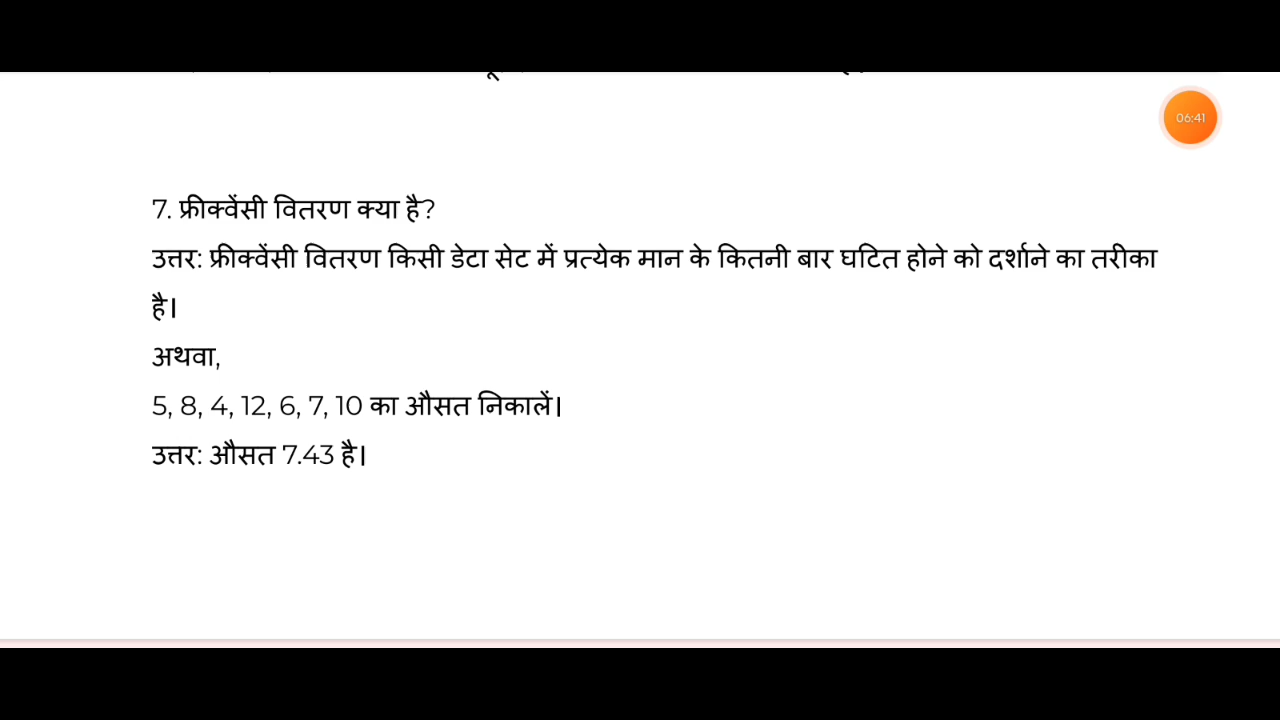 06:41
7. फ्रीक्वेंसी वितरण क्या है?
उत्तर: फ्रीक्वेंसी वितरण किसी डेटा सेट में प्रत्येक मान के कितनी बार घटित होने को दर्शाने का तरीका
है।
अथवा,
5, 8, 4, 12, 6, 7, 10 का औसत निकालें।
उत्तर: औसत 7.43 है।